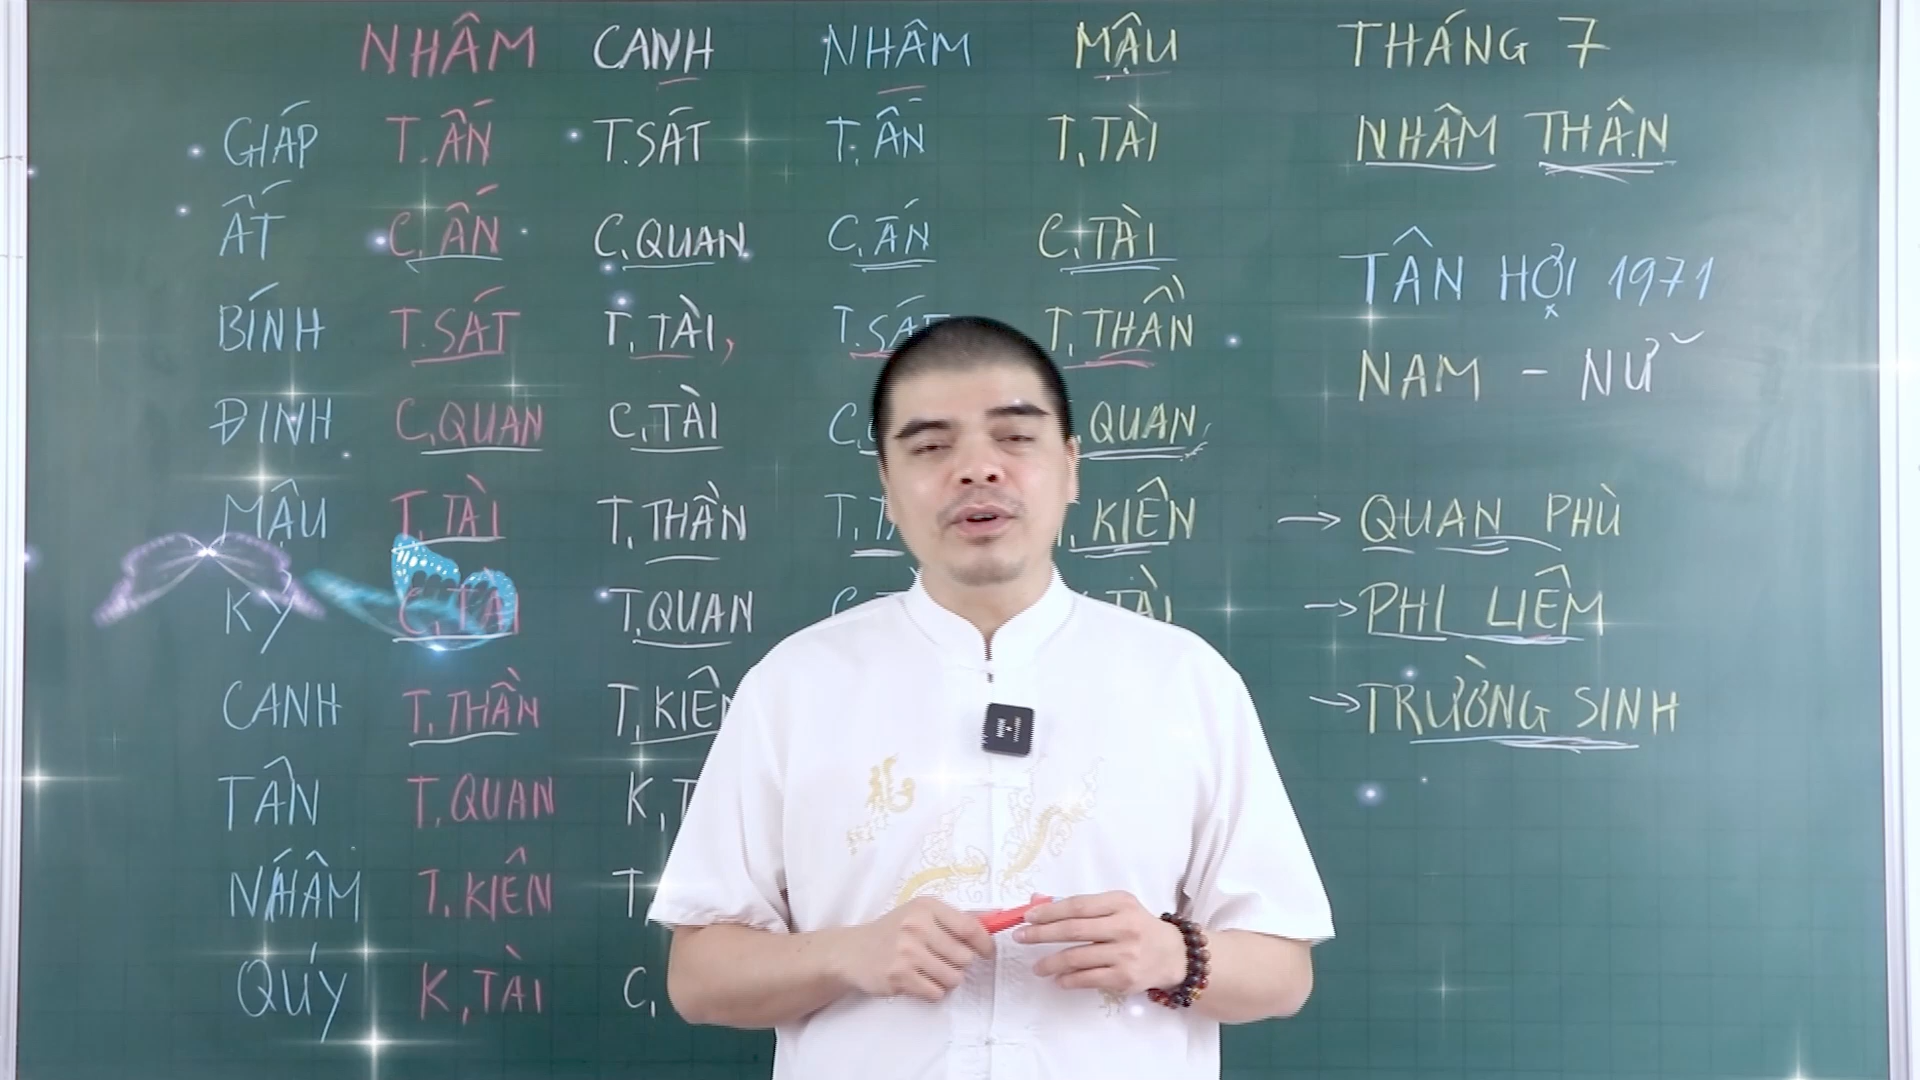 NHÂM CANH NHÂM MẬU THÁNG 7
GIÁP T.ẤN T.SÁT T.ẤN T.TÀI NHÂM THÂN
ẤT C.ẤN C.QUAN C.ẤN C.TÀI
TÂN HỢI 1971
BÍNH T.SÁT T.TÀI, T.SÁT T.THẦN
NAM - NỮ
ĐINH C.QUAN C.TÀI QUAN
MẬU T.TÀI T.THẦN KIÊN → QUAN PHÙ
KỶ C.TÀI T.QUAN TÀI → PHI LIÊM
CANH T.THẦN T.KIÊN → TRƯỜNG SINH
TÂN T.QUAN K.T
NHÂM T.KIÊN T.
QUÝ K.TÀI C.